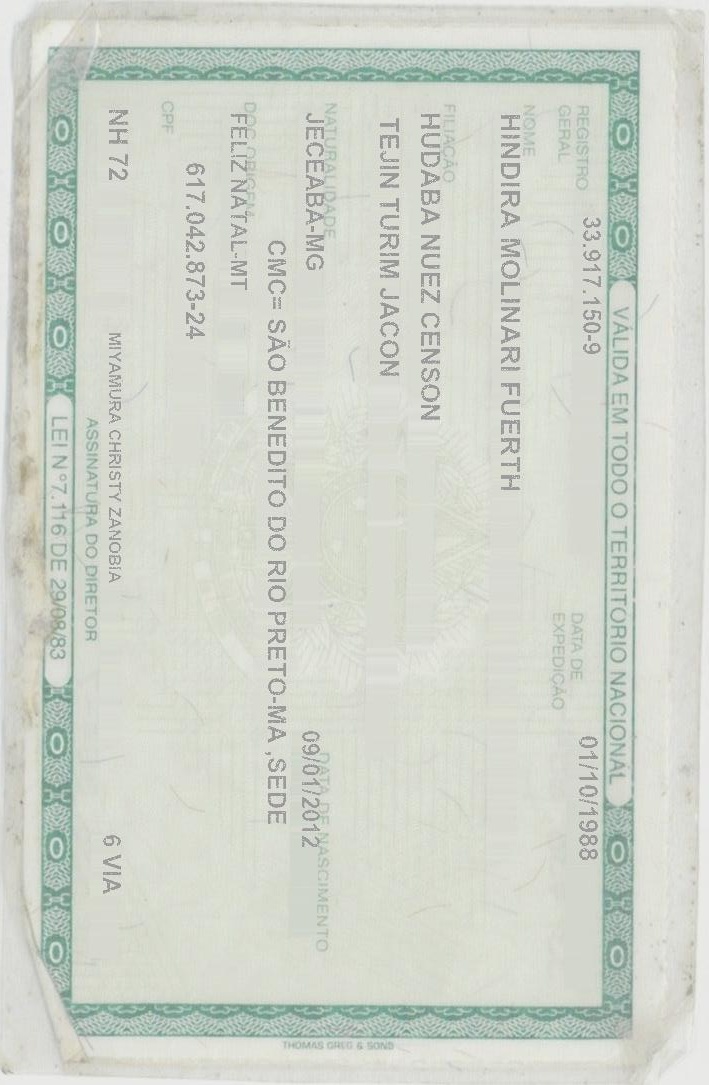 VÁLIDA EM TODO O TERRITÓRIO NACIONAL
REGISTRO GERAL 33.917.150-9 DATA DE EXPEDIÇÃO 01/10/1988
NOME
HINDIRA MOLINARI FUERTH
FILIAÇÃO
HUDABA NUEZ CENSON
TEJIN TURIM JACON
NATURALIDADE DATA DE NASCIMENTO
JECEABA-MG 09/01/2012
CMC= SÃO BENEDITO DO RIO PRETO-MA ,SEDE
DOC ORIGEM
FELIZ NATAL-MT
617.042.873-24
CPF
NH 72 MIYAMURA CHRISTY ZANOBIA 6 VIA
ASSINATURA DO DIRETOR
LEI Nº 7.116 DE 29/08/83
THOMAS GREG & SONS